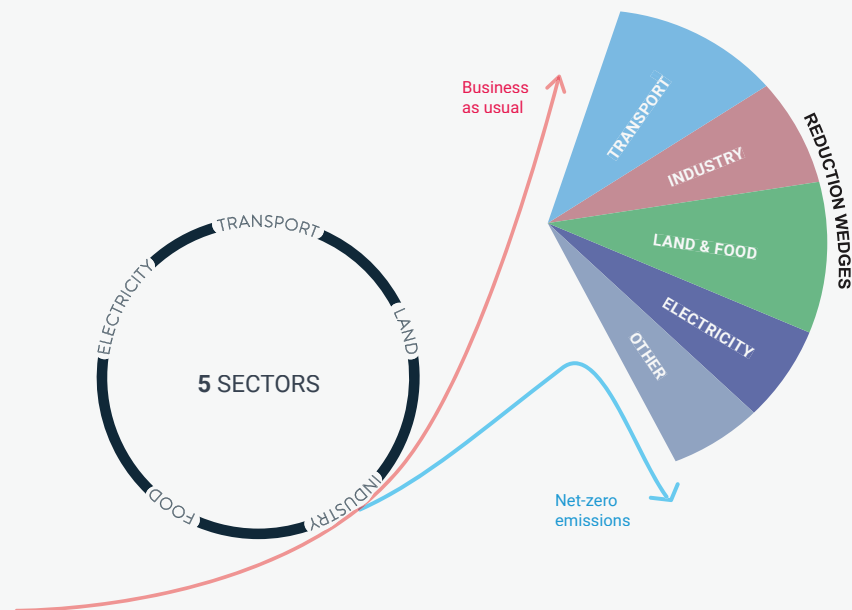 Business
as usual
TRANSPORT
INDUSTRY
LAND & FOOD
ELECTRICITY
OTHER
REDUCTION WEDGES
TRANSPORT
ELECTRICITY
LAND
5 SECTORS
INDUSTRY
FOOD
Net-zero
emissions